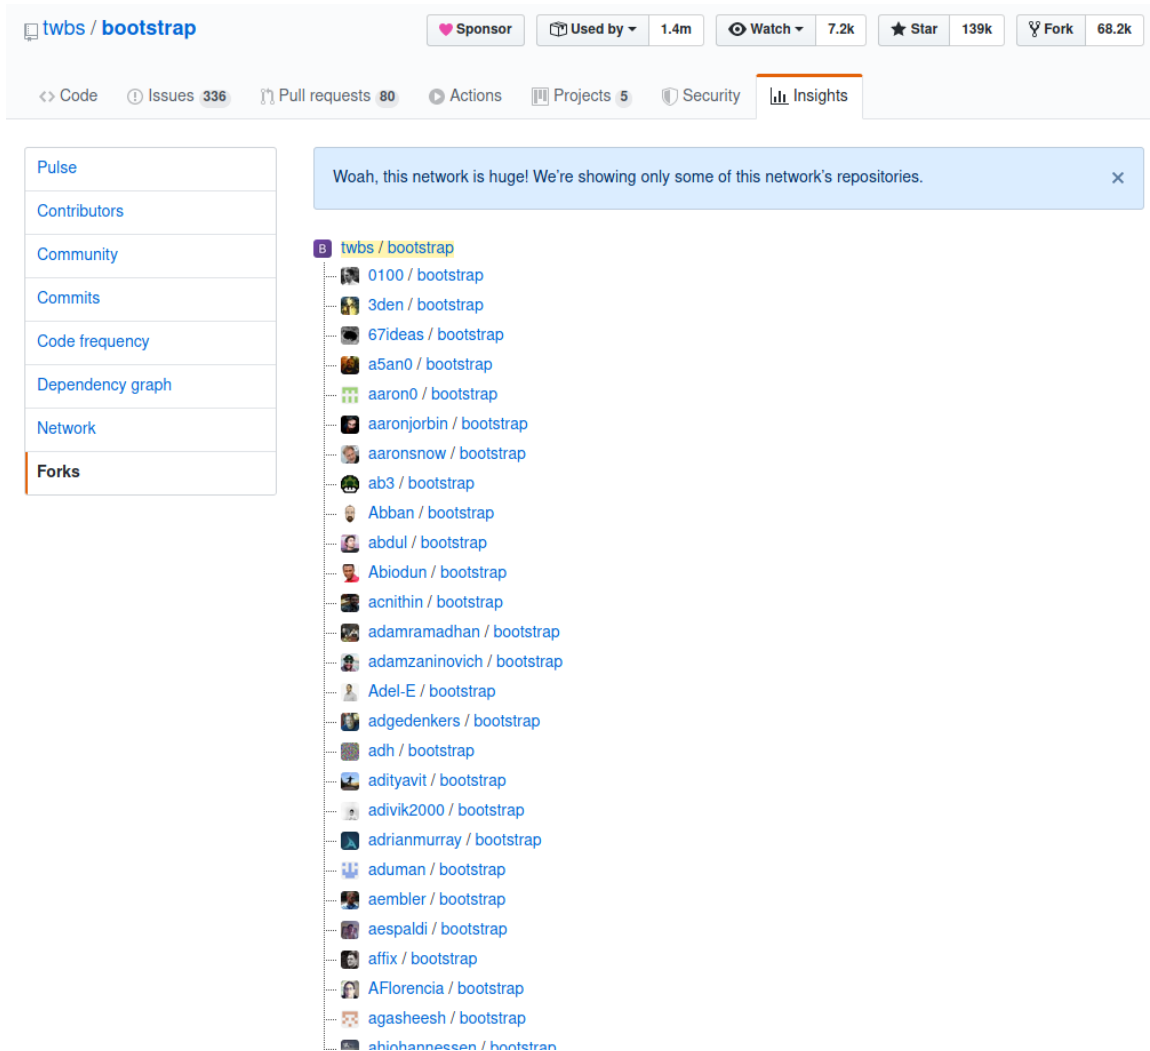 twbs / bootstrap
Sponsor Used by 1.4m Watch 7.2k Star 139k Fork 68.2k
Code Issues 336 Pull requests 80 Actions Projects 5 Security Insights
Pulse
Contributors
Community
Commits
Code frequency
Dependency graph
Network
Forks
Woah, this network is huge! We're showing only some of this network's repositories.
B twbs / bootstrap
0100 / bootstrap
3den / bootstrap
67ideas / bootstrap
a5an0 / bootstrap
aaron0 / bootstrap
aaronjorbin / bootstrap
aaronsnow / bootstrap
ab3 / bootstrap
Abban / bootstrap
abdul / bootstrap
Abiodun / bootstrap
acnithin / bootstrap
adamramadhan / bootstrap
adamzaninovich / bootstrap
Adel-E / bootstrap
adgedenkers / bootstrap
adh / bootstrap
adityavit / bootstrap
adivik2000 / bootstrap
adrianmurray / bootstrap
aduman / bootstrap
aembler / bootstrap
aespaldi / bootstrap
affix / bootstrap
AFlorencia / bootstrap
agasheesh / bootstrap
ahjohannessen / bootstrap